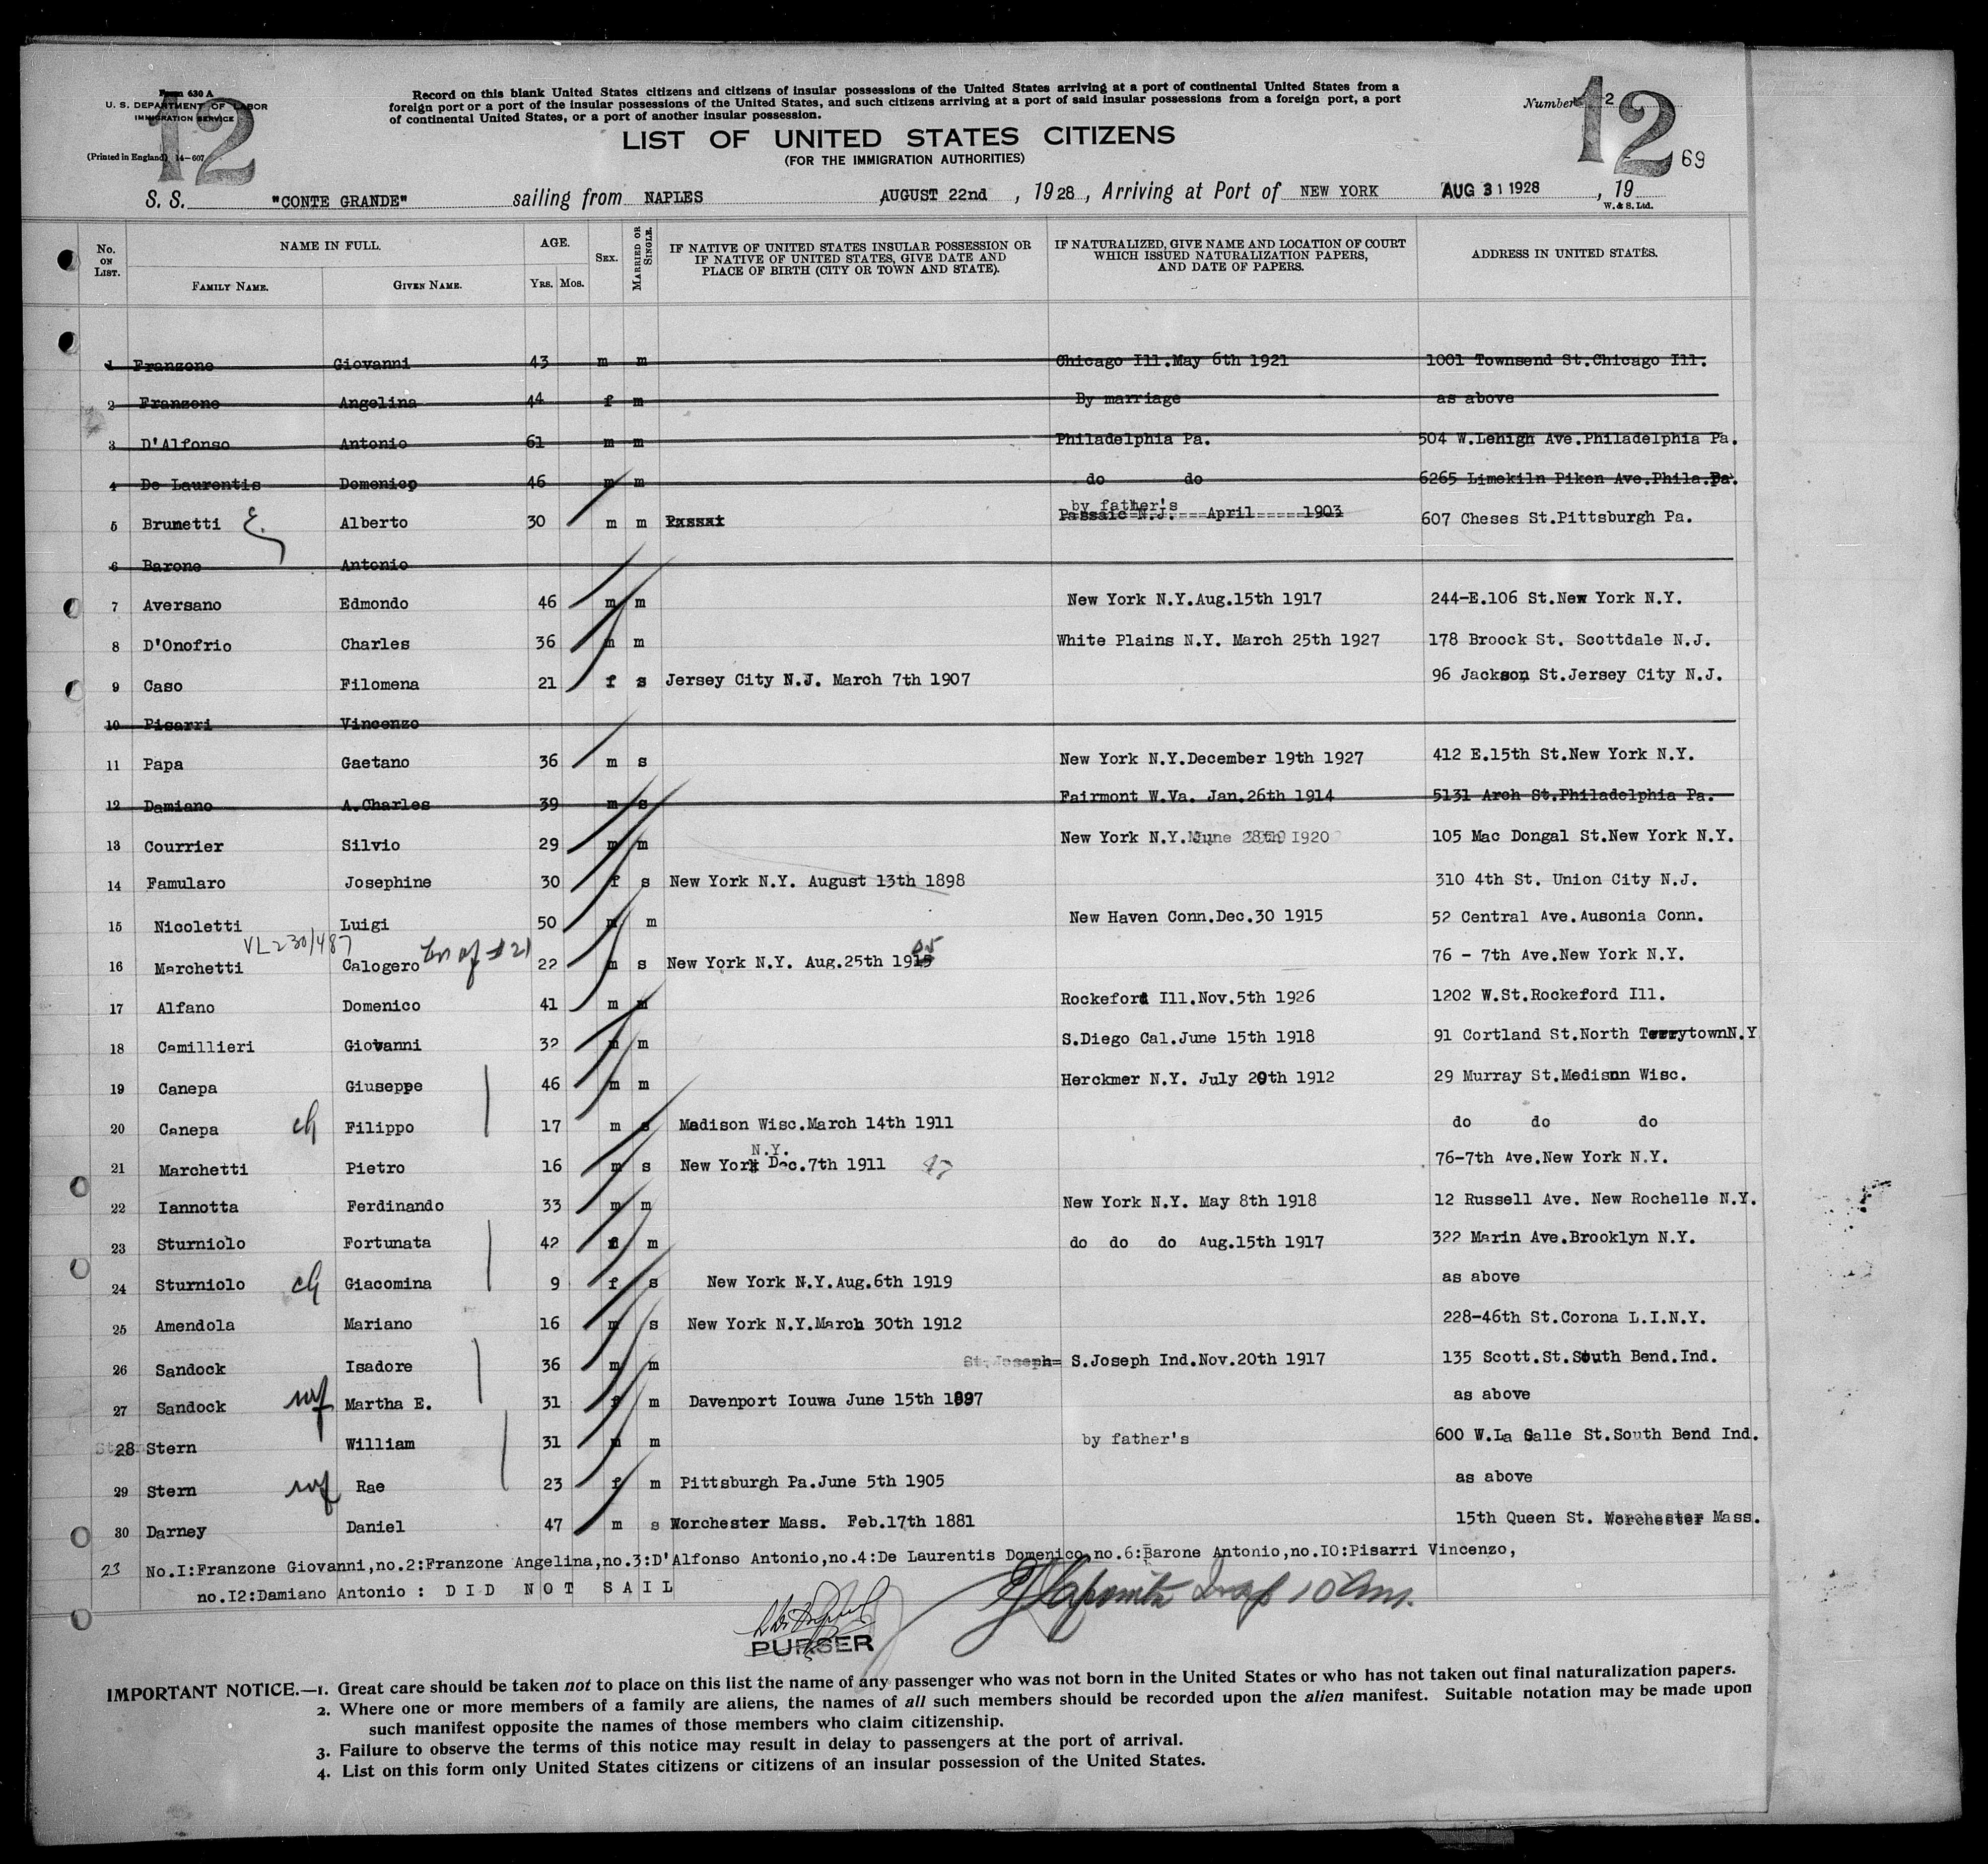 Form 630 A
U. S. DEPARTMENT OF LABOR
IMMIGRATION SERVICE
(Printed in England) 14-607
12
Record on this blank United States citizens and citizens of insular possessions of the United States arriving at a port of continental United States from a
foreign port or a port of the insular possessions of the United States, and such citizens arriving at a port of said insular possessions from a foreign port, a port
of continental United States, or a port of another insular possession.
LIST OF UNITED STATES CITIZENS
(FOR THE IMMIGRATION AUTHORITIES)
Number 2
12
69
S. S. "CONTE GRANDE" sailing from NAPLES AUGUST 22nd , 1928, Arriving at Port of NEW YORK AUG 31 1928 , 19
W. & S. Ltd.
No. ON LIST. NAME IN FULL. AGE. SEX. MARRIED OR SINGLE. IF NATIVE OF UNITED STATES INSULAR POSSESSION OR IF NATIVE OF UNITED STATES, GIVE DATE AND PLACE OF BIRTH (CITY OR TOWN AND STATE). IF NATURALIZED, GIVE NAME AND LOCATION OF COURT WHICH ISSUED NATURALIZATION PAPERS, AND DATE OF PAPERS. ADDRESS IN UNITED STATES.
FAMILY NAME. GIVEN NAME. YRS. MOS.
1 Franzone Giovanni 43 m m Chicago Ill.May 6th 1921 1001 Townsend St.Chicago Ill.
2 Franzone Angelina 44 f m By marriage as above
3 D'Alfonso Antonio 61 m m Philadelphia Pa. 504 W.Lehigh Ave.Philadelphia Pa.
4 De Laurentis Domenico 46 m m do do 6265 Limekiln Piken Ave.Phila.Pa.
by father's
5 Brunetti Alberto 30 m m Passai Passaic N.J. April 1903 607 Cheses St.Pittsburgh Pa.
6 Barone Antonio
7 Aversano Edmondo 46 m m New York N.Y.Aug.15th 1917 244-E.106 St.New York N.Y.
8 D'Onofrio Charles 36 m m White Plains N.Y. March 25th 1927 178 Broock St. Scottdale N.J.
9 Caso Filomena 21 f s Jersey City N.J. March 7th 1907 96 Jackson St.Jersey City N.J.
10 Pisarri Vincenzo
11 Papa Gaetano 36 m s New York N.Y.December 19th 1927 412 E.15th St.New York N.Y.
12 Damiano A.Charles 39 m s Fairmont W.Va. Jan.26th 1914 5131 Arch St.Philadelphia Pa.
13 Courrier Silvio 29 m m New York N.Y. June 28th 1920 105 Mac Dongal St.New York N.Y.
14 Famularo Josephine 30 f s New York N.Y. August 13th 1898 310 4th St. Union City N.J.
15 Nicoletti Luigi 50 m m New Haven Conn.Dec.30 1915 52 Central Ave.Ausonia Conn.
VL230/487 of #21 05
16 Marchetti Calogero 22 m s New York N.Y. Aug.25th 1915 76 - 7th Ave.New York N.Y.
17 Alfano Domenico 41 m m Rockeford Ill.Nov.5th 1926 1202 W.St.Rockeford Ill.
18 Camillieri Giovanni 32 m m S.Diego Cal.June 15th 1918 91 Cortland St.North TerrytownN.Y
19 Canepa Giuseppe 46 m m Herckmer N.Y. July 20th 1912 29 Murray St.Medison Wisc.
20 Canepa ch Filippo 17 m s Madison Wisc.March 14th 1911 do do do
N.Y.
21 Marchetti Pietro 16 m s New York Dec.7th 1911 76-7th Ave.New York N.Y.
22 Iannotta Ferdinando 33 m m New York N.Y. May 8th 1918 12 Russell Ave. New Rochelle N.Y.
23 Sturniolo Fortunata 42 m do do do Aug.15th 1917 322 Marin Ave.Brooklyn N.Y.
24 Sturniolo ch Giacomina 9 f s New York N.Y.Aug.6th 1919 as above
25 Amendola Mariano 16 m s New York N.Y.March 30th 1912 228-46th St.Corona L.I.N.Y.
26 Sandock Isadore 36 m m St.Joseph= S.Joseph Ind.Nov.20th 1917 135 Scott.St.South Bend.Ind.
27 Sandock wf Martha E. 31 f m Davenport Iouwa June 15th 1897 as above
28 Stern William 31 m m by father's 600 W.La Salle St.South Bend Ind.
29 Stern wf Rae 23 f m Pittsburgh Pa.June 5th 1905 as above
30 Darney Daniel 47 m s Worchester Mass. Feb.17th 1881 15th Queen St. Worchester Mass.
23 No.I:Franzone Giovanni,no.2:Franzone Angelina,no.3:D'Alfonso Antonio,no.4:De Laurentis Domenico,no.6:Barone Antonio,no.IO:Pisarri Vincenzo,
no.I2:Damiano Antonio : DID NOT SAIL
PURSER
IMPORTANT NOTICE.—1. Great care should be taken not to place on this list the name of any passenger who was not born in the United States or who has not taken out final naturalization papers.
2. Where one or more members of a family are aliens, the names of all such members should be recorded upon the alien manifest. Suitable notation may be made upon
such manifest opposite the names of those members who claim citizenship.
3. Failure to observe the terms of this notice may result in delay to passengers at the port of arrival.
4. List on this form only United States citizens or citizens of an insular possession of the United States.